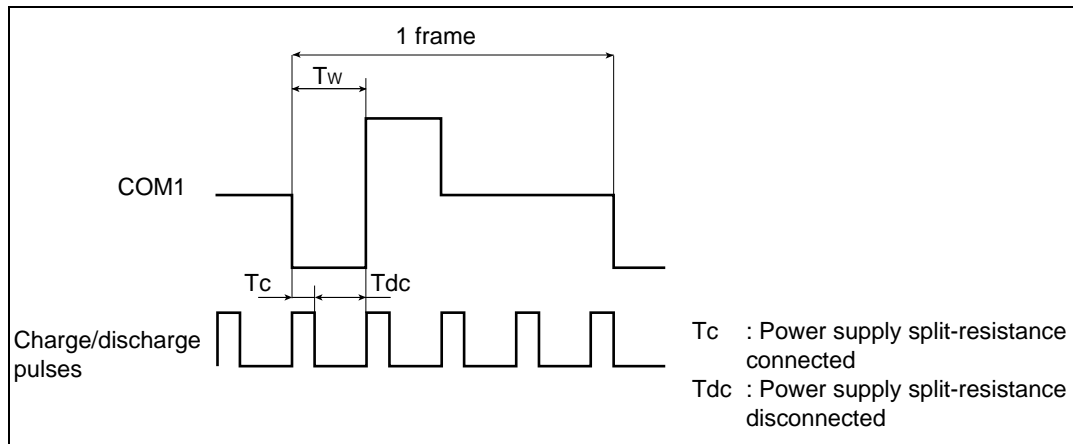 1 frame
Tw
COM1
Tc
Tdc
Charge/discharge
pulses
Tc : Power supply split-resistance
connected
Tdc : Power supply split-resistance
disconnected